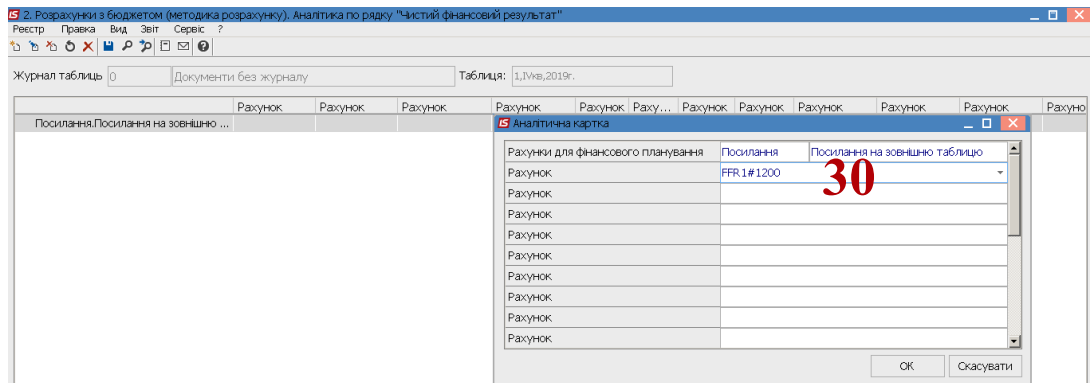 2. Розрахунки з бюджетом (методика розрахунку). Аналітика по рядку "Чистий фінансовий результат"
Реєстр Правка Вид Звіт Сервіс ?
Журнал таблиць 0 Документи без журналу Таблиця: 1,IVкв,2019г.
Рахунок Рахунок Рахунок Рахунок Рахунок Раху... Рахунок Рахунок Рахунок Рахунок Рахунок Рахуно
Посилання.Посилання на зовнішню ...
Аналітична картка
Рахунки для фінансового планування Посилання Посилання на зовнішню таблицю
Рахунок FFR1#1200
30
Рахунок
Рахунок
Рахунок
Рахунок
Рахунок
Рахунок
Рахунок
Рахунок
ОК Скасувати